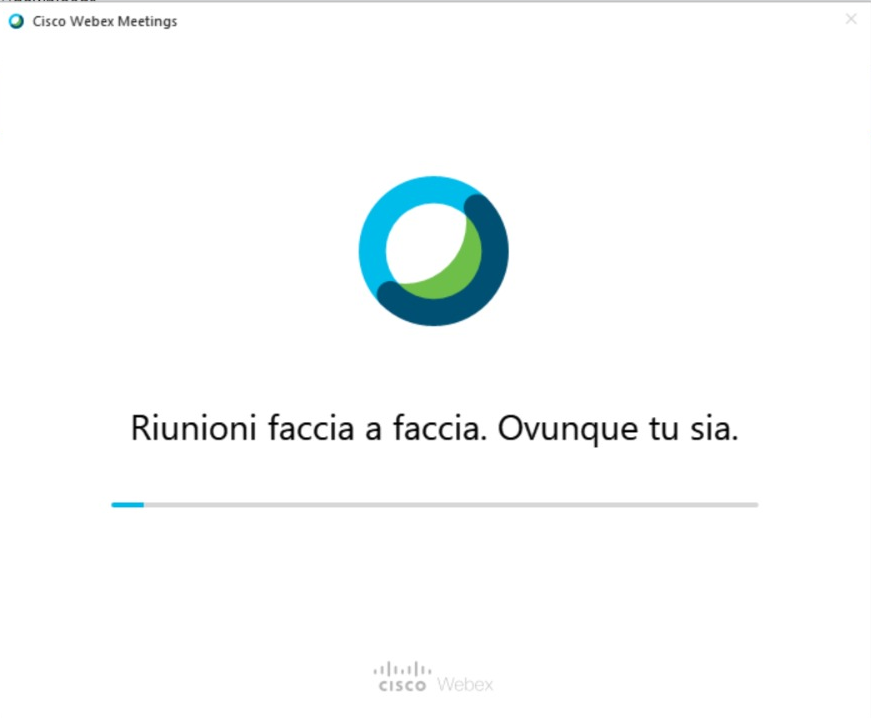 Cisco Webex Meetings
Riunioni faccia a faccia. Ovunque tu sia.
CISCO Webex